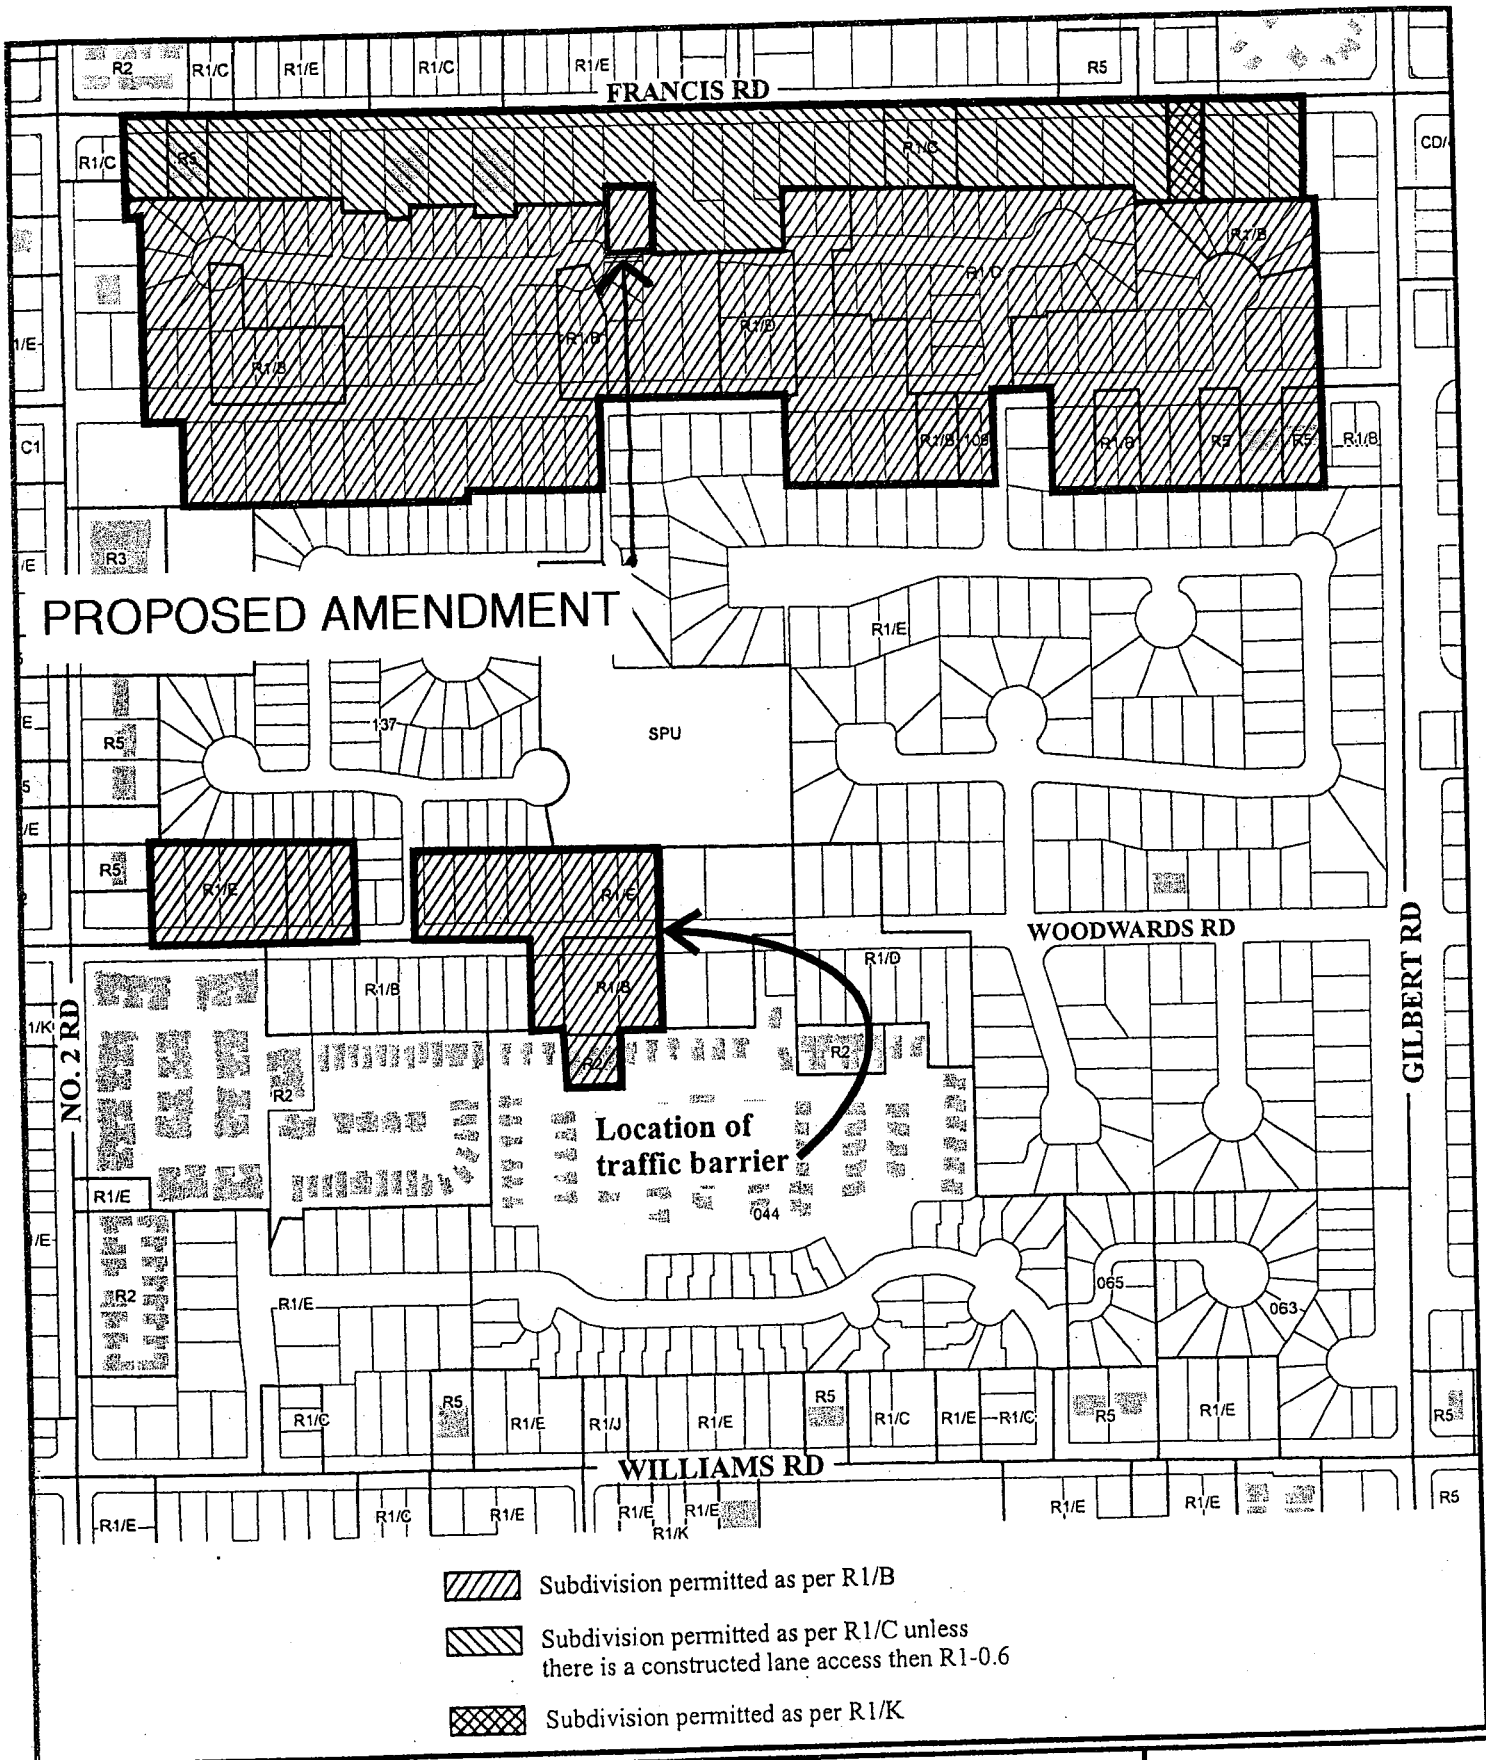 R2
R1/C
R1/E
R1/C
R1/E
R5
FRANCIS RD
R1/C
R5
R1/C
CD/
R1/B
R1/C
1/E
R1/B
R1/B
R1/D
C1
R1/B
108
R1/B
R5
R5
R1/B
R3
/E
PROPOSED AMENDMENT
R1/E
E
137
SPU
R5
5
/E
R5
R1/E
R1/E
WOODWARDS RD
GILBERT RD
R1/D
R1/B
R1/B
NO. 2 RD
1/K
R2
R2
R2
Location of
traffic barrier
R1/E
044
/E
R2
R1/E
065
063
R1/C
R5
R1/E
R1/J
R1/E
R5
R1/C
R1/E
R1/C
R5
R1/E
R5
WILLIAMS RD
R1/E
R1/C
R1/E
R1/E
R1/K
R1/E
R1/E
R1/E
R5
Subdivision permitted as per R1/B
Subdivision permitted as per R1/C unless
there is a constructed lane access then R1-0.6
Subdivision permitted as per R1/K